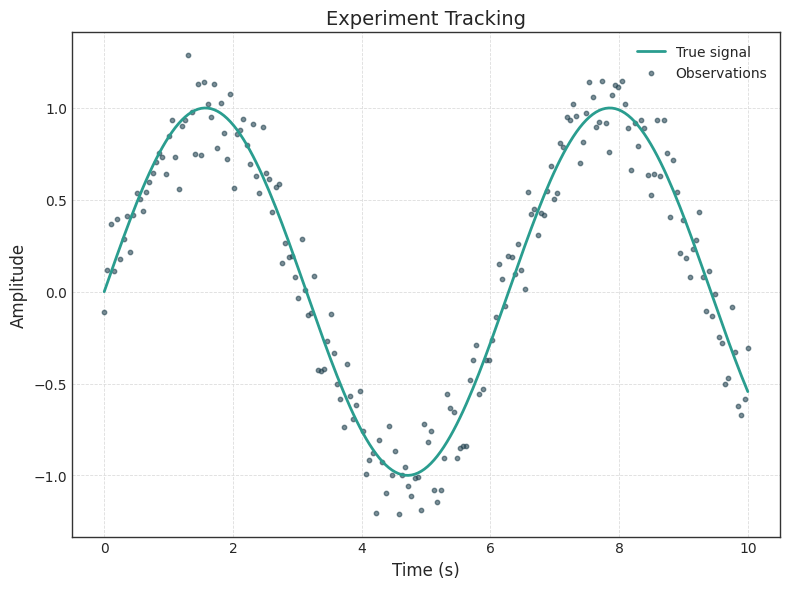 Experiment Tracking
True signal
Observations
1.0
0.5
0.0
−0.5
−1.0
Amplitude
0 2 4 6 8 10
Time (s)